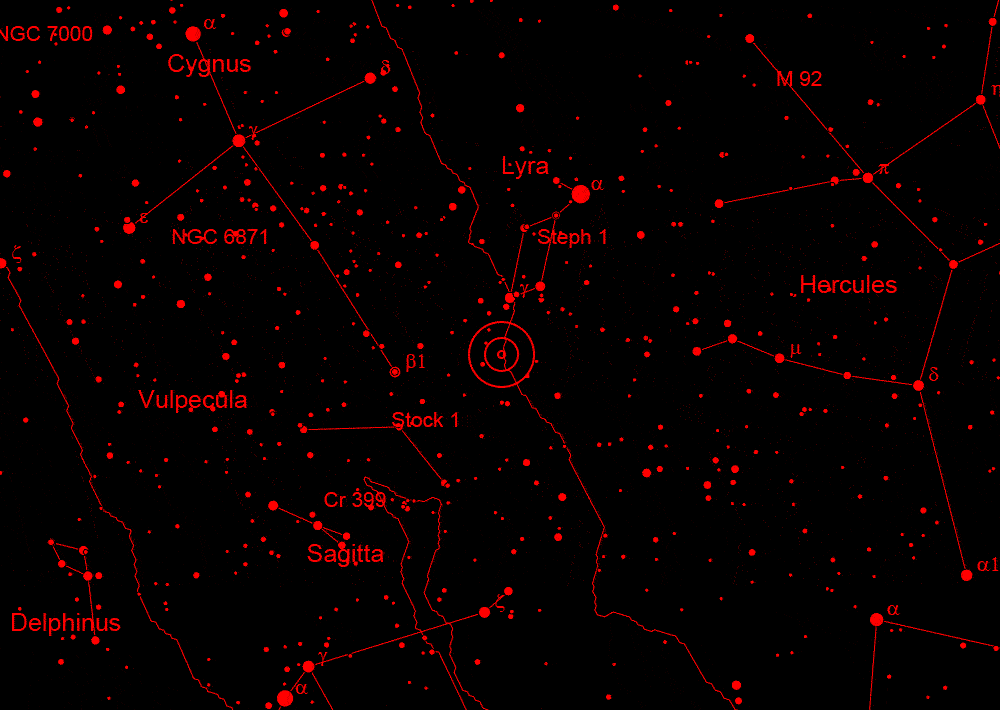 NGC 7000
α
Cygnus
δ
γ
M 92
η
Lyra
α
π
ε
NGC 6871
Steph 1
ζ
γ
Hercules
β1
μ
δ
Vulpecula
Stock 1
Cr 399
Sagitta
α1
Delphinus
ζ
α
γ
α